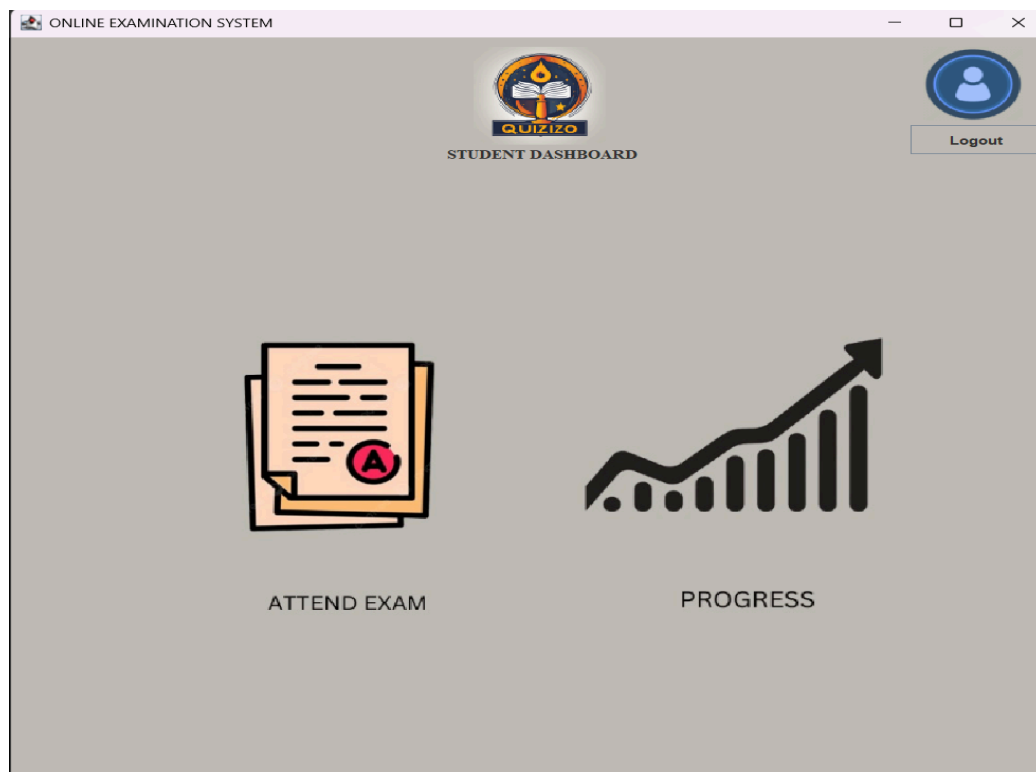 ONLINE EXAMINATION SYSTEM
QUIZIZO
STUDENT DASHBOARD
Logout
A
ATTEND EXAM
PROGRESS